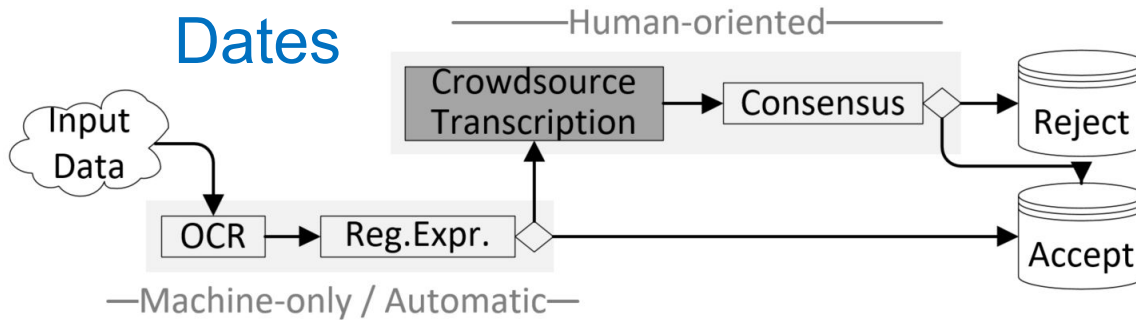 Dates
Human-oriented
Input
Data
Crowdsource
Transcription
Consensus
Reject
OCR
Reg.Expr.
Accept
Machine-only / Automatic